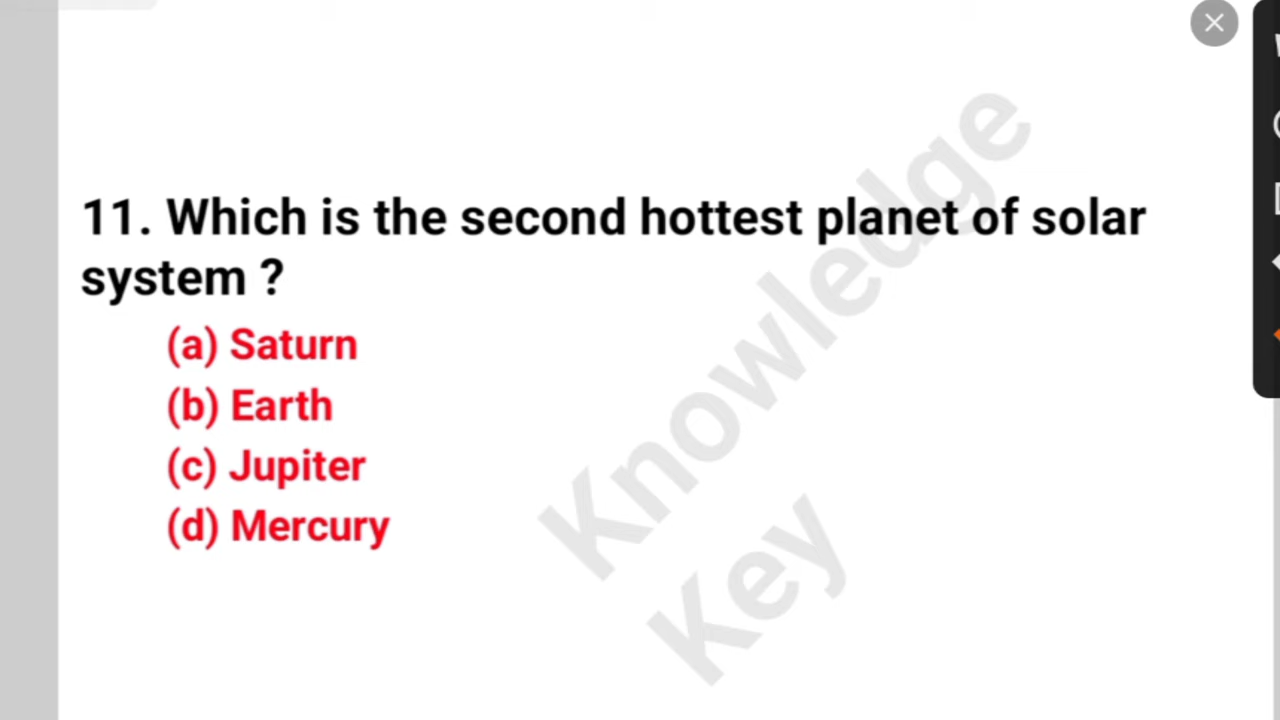 11. Which is the second hottest planet of solar
system ?
(a) Saturn
(b) Earth
(c) Jupiter
(d) Mercury
Knowledge
Key